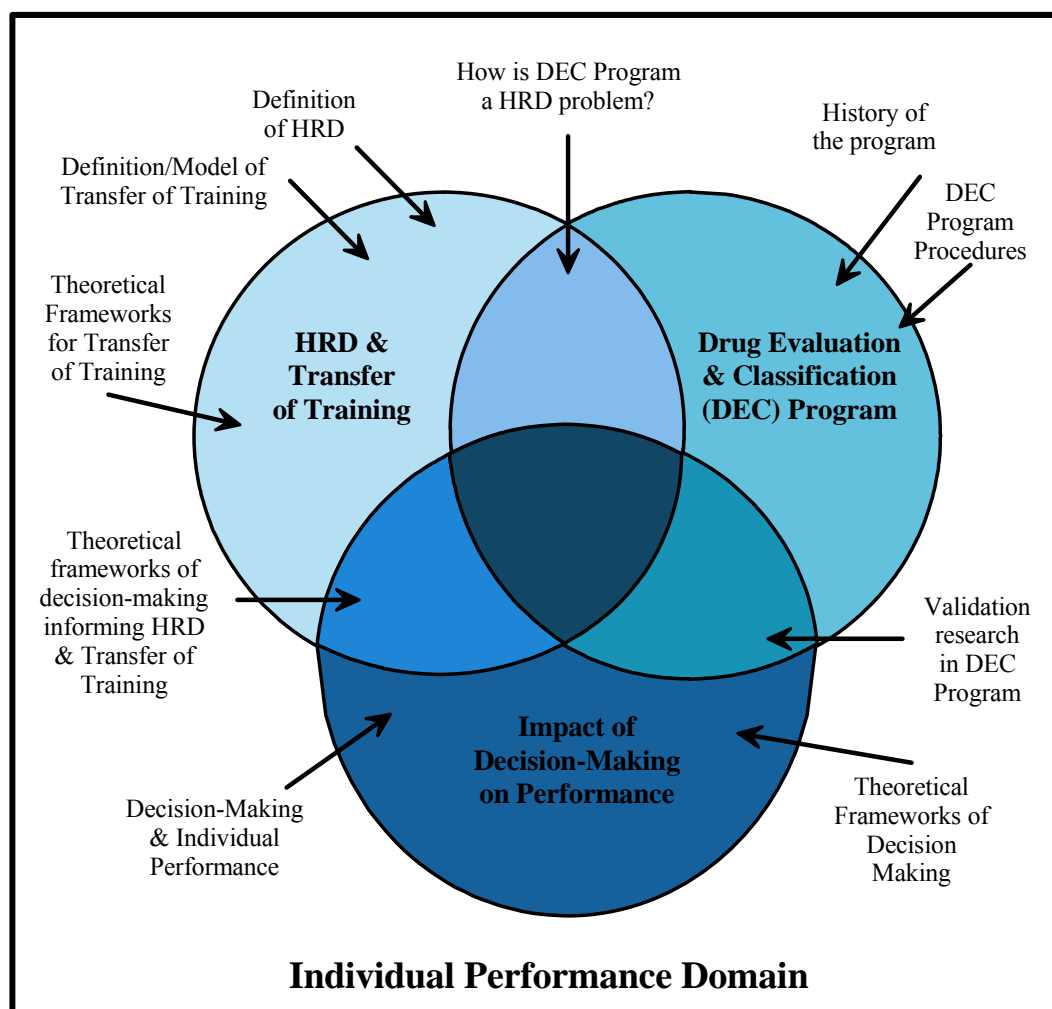 How is DEC Program
a HRD problem?
Definition
of HRD
History of
the program
Definition/Model of
Transfer of Training
DEC
Program
Procedures
Theoretical
Frameworks
for Transfer
of Training
HRD &
Transfer
of Training
Drug Evaluation
& Classification
(DEC) Program
Theoretical
frameworks of
decision-making
informing HRD
& Transfer of
Training
Validation
research
in DEC
Program
Impact of
Decision-Making
on Performance
Decision-Making
& Individual
Performance
Theoretical
Frameworks of
Decision
Making
Individual Performance Domain